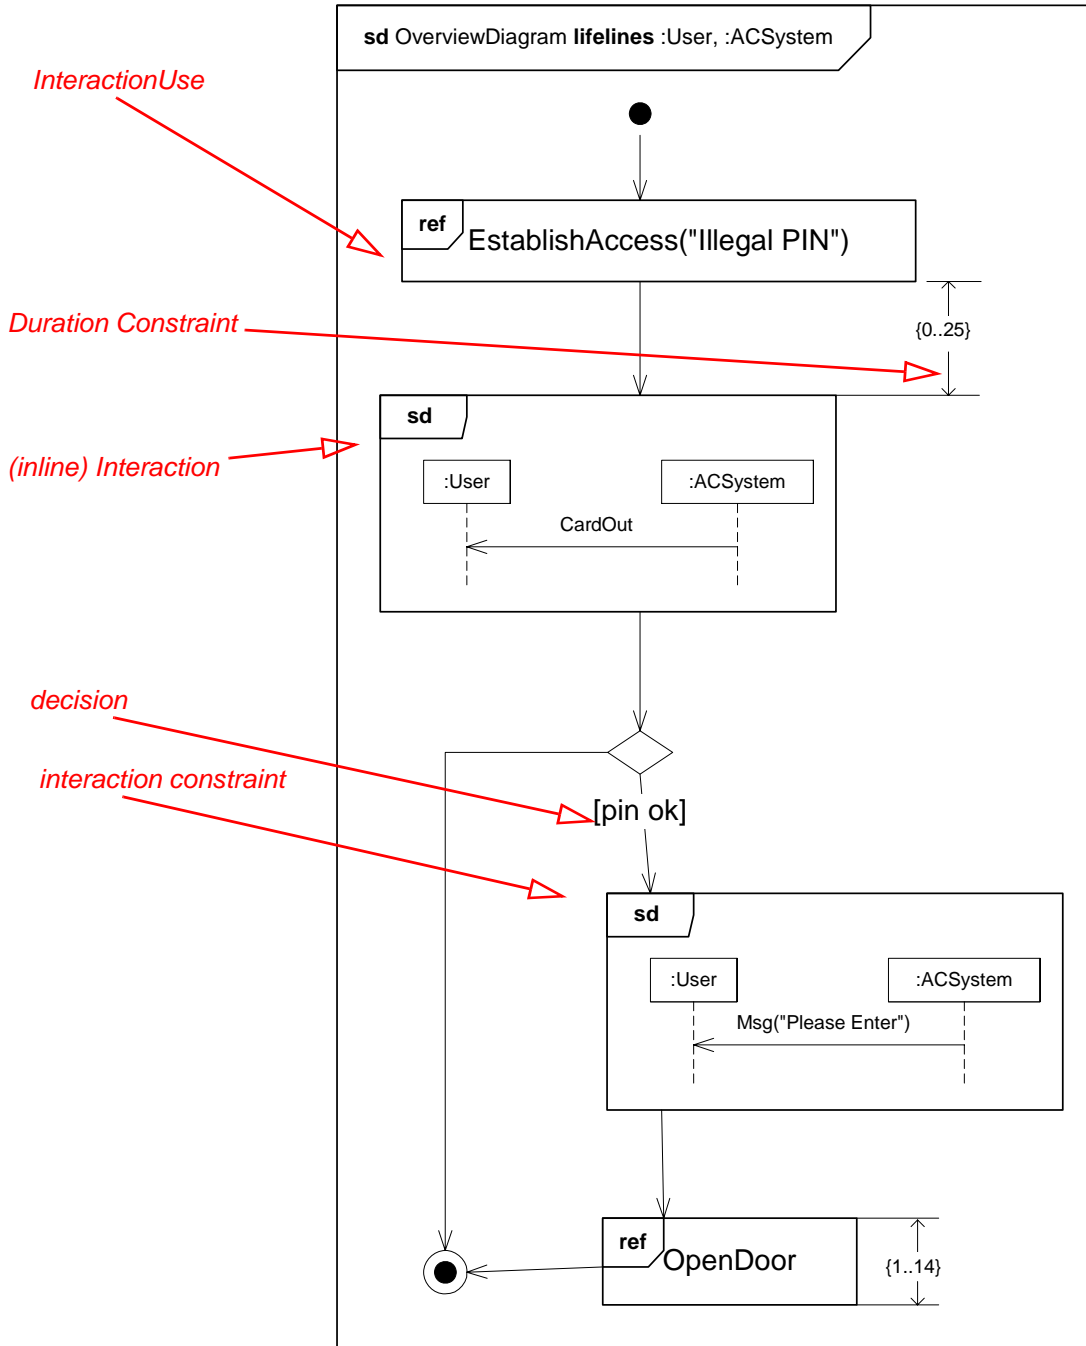 sd OverviewDiagram lifelines :User, :ACSystem
InteractionUse
ref
EstablishAccess("Illegal PIN")
Duration Constraint
{0..25}
sd
(inline) Interaction
:User
:ACSystem
CardOut
decision
interaction constraint
[pin ok]
sd
:User
:ACSystem
Msg("Please Enter")
ref
OpenDoor
{1..14}